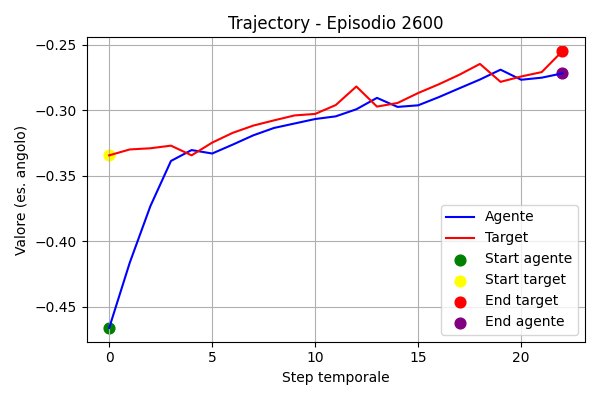 Trajectory - Episodio 2600
Valore (es. angolo)
−0.25
−0.30
−0.35
−0.40
−0.45
Agente
Target
Start agente
Start target
End target
End agente
0 5 10 15 20
Step temporale